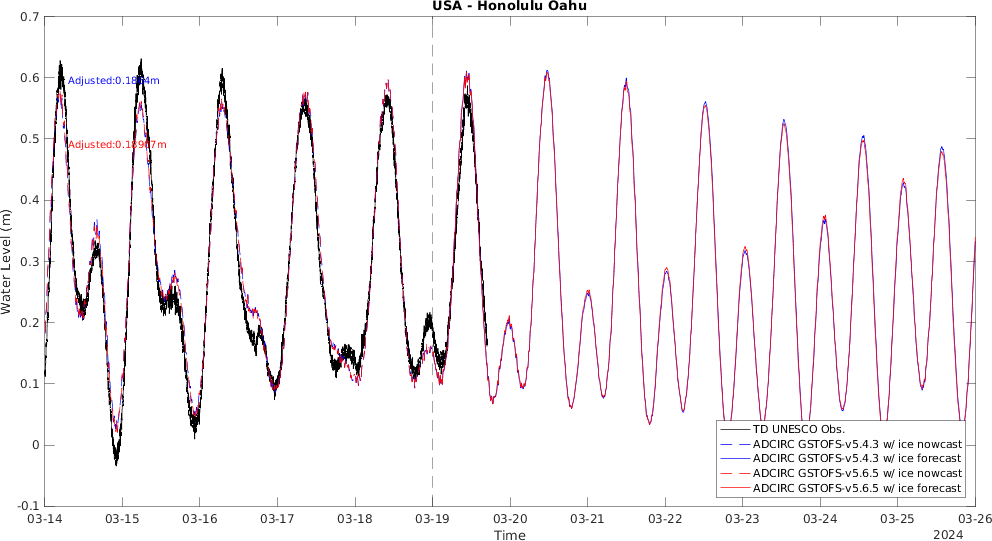 USA - Honolulu Oahu
0.7
0.6
0.5
0.4
0.3
0.2
0.1
0
-0.1
Water Level (m)
TD UNESCO Obs.
ADCIRC GSTOFS-v5.4.3 w/ ice nowcast
ADCIRC GSTOFS-v5.4.3 w/ ice forecast
ADCIRC GSTOFS-v5.6.5 w/ ice nowcast
ADCIRC GSTOFS-v5.6.5 w/ ice forecast
03-14 03-15 03-16 03-17 03-18 03-19 03-20 03-21 03-22 03-23 03-24 03-25 03-26
Time
2024